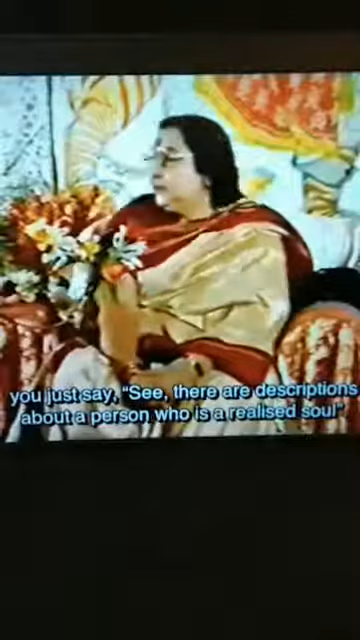 you just say, "See, there are descriptions
about a person who is a realised soul"